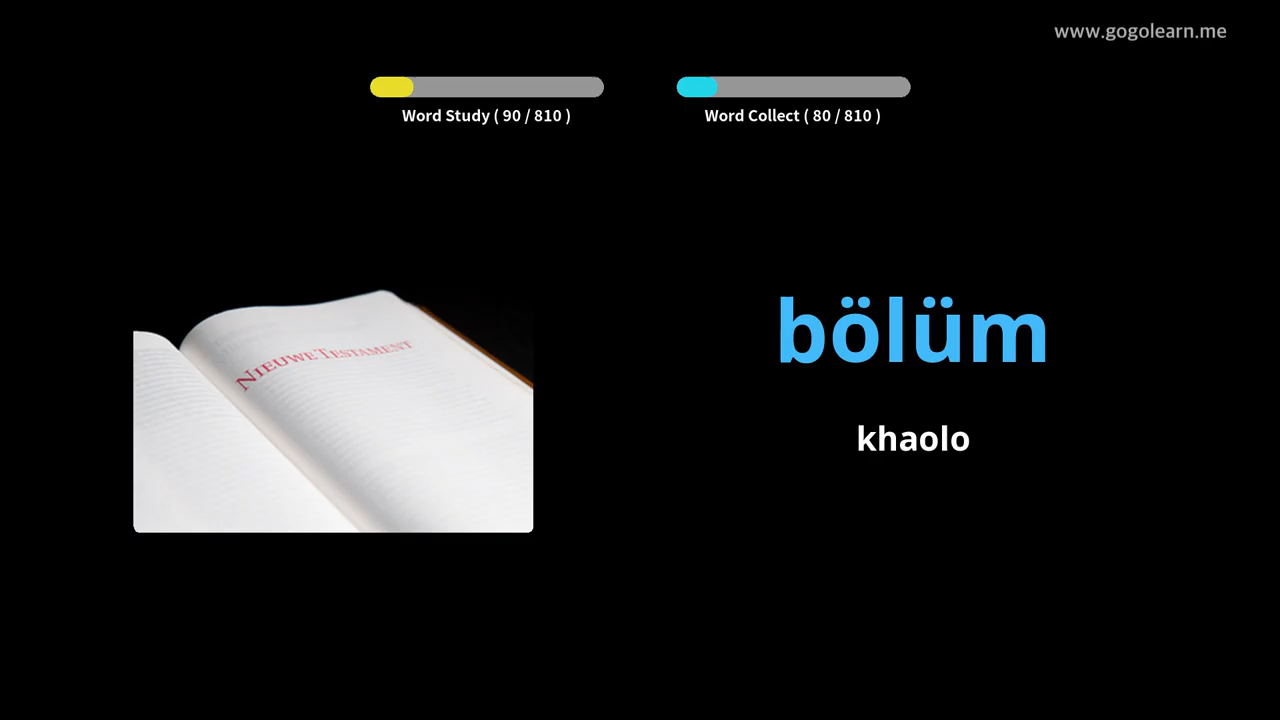 www.gogolearn.me
Word Study ( 90 / 810 )
Word Collect ( 80 / 810 )
NIEUWE TESTAMENT
bölüm
khaolo